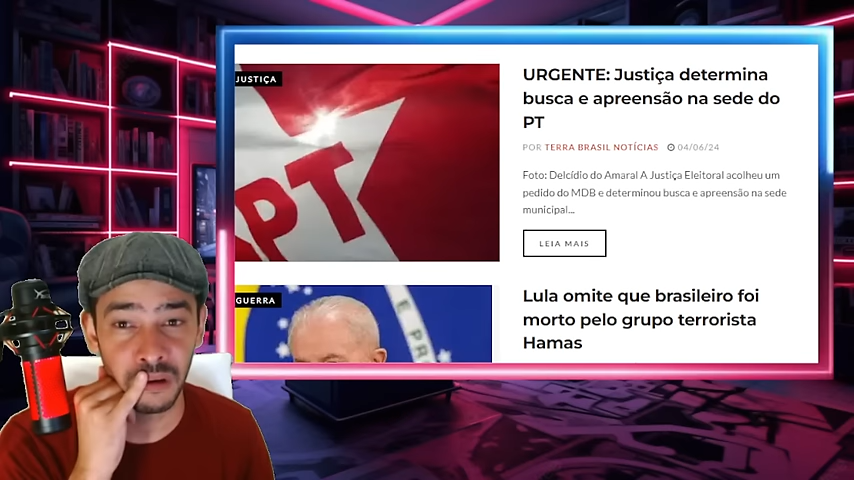 JUSTIÇA
PT
URGENTE: Justiça determina
busca e apreensão na sede do
PT
POR TERRA BRASIL NOTÍCIAS 04/06/24
Foto: Delcídio do Amaral A Justiça Eleitoral acolheu um
pedido do MDB e determinou busca e apreensão na sede
municipal...
LEIA MAIS
GUERRA
E PRO
Lula omite que brasileiro foi
morto pelo grupo terrorista
Hamas